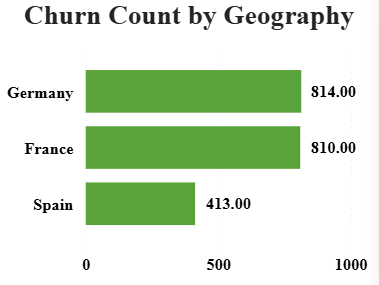 Churn Count by Geography
Germany 814.00
France 810.00
Spain 413.00
0 500 1000